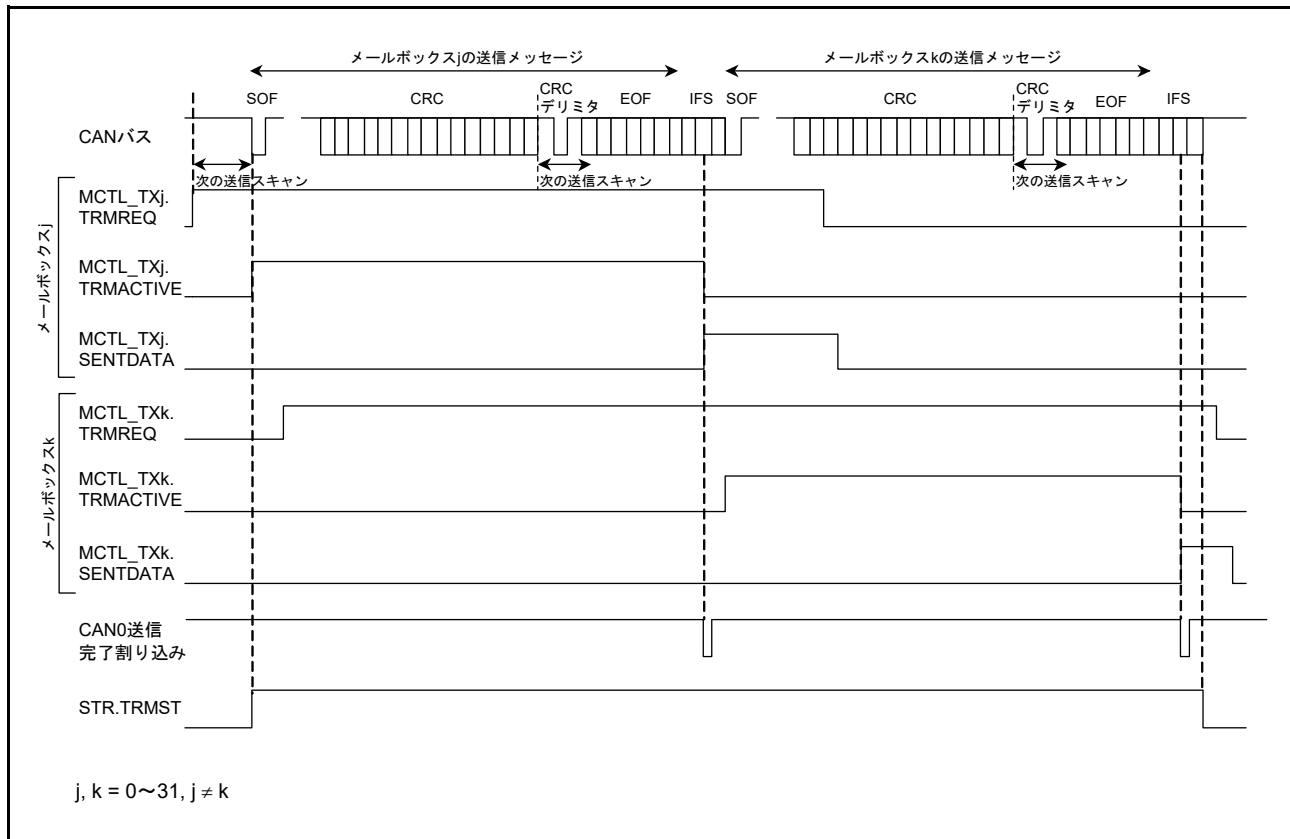 メールボックスjの送信メッセージ
メールボックスkの送信メッセージ
SOF
CRC
CRC
デリミタ
EOF
IFS
SOF
CRC
CRC
デリミタ
EOF
IFS
CANバス
次の送信スキャン
次の送信スキャン
次の送信スキャン
メールボックスj
MCTL_TXj.
TRMREQ
MCTL_TXj.
TRMACTIVE
MCTL_TXj.
SENTDATA
メールボックスk
MCTL_TXk.
TRMREQ
MCTL_TXk.
TRMACTIVE
MCTL_TXk.
SENTDATA
CAN0送信
完了割り込み
STR.TRMST
j, k = 0～31, j ≠ k